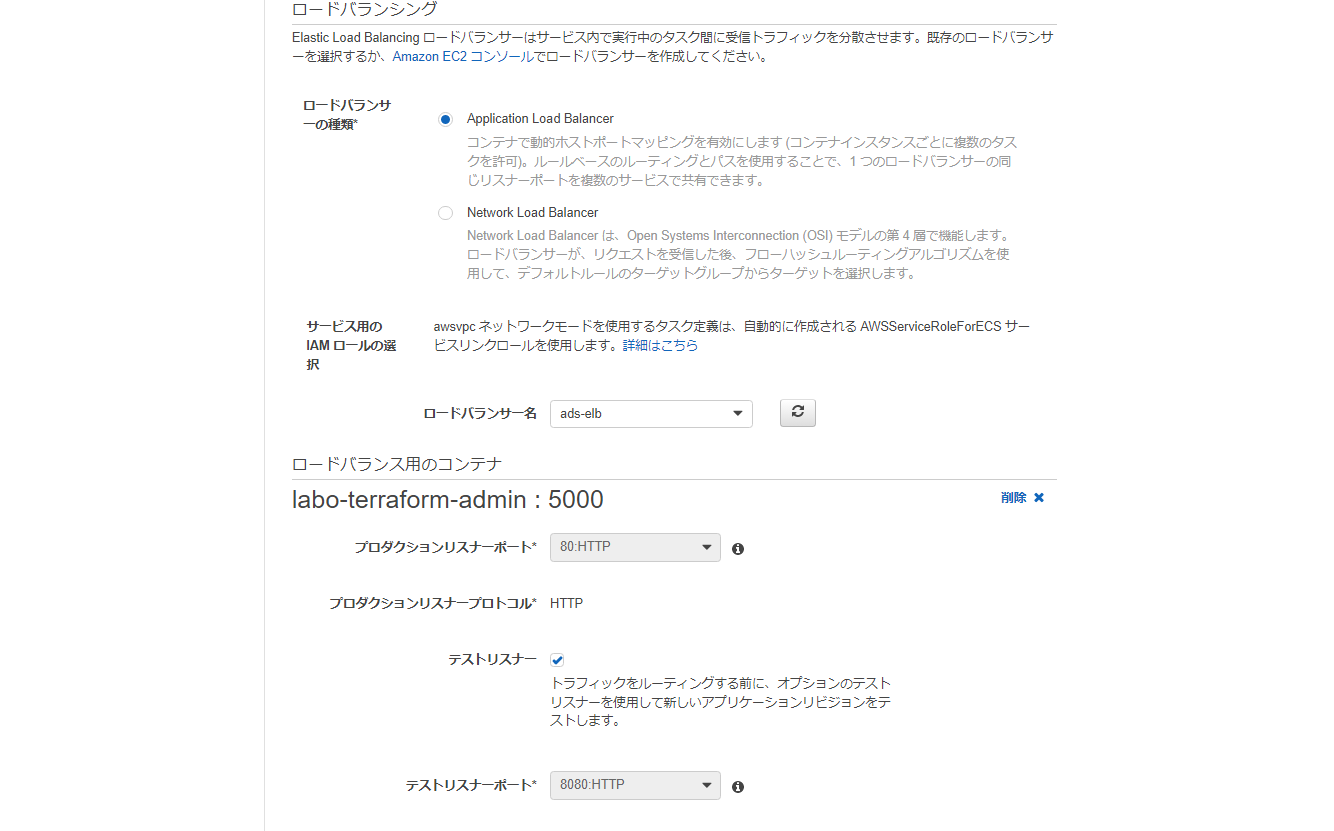 ロードバランシング
Elastic Load Balancing ロードバランサーはサービス内で実行中のタスク間に受信トラフィックを分散させます。既存のロードバランサ
ーを選択するか、Amazon EC2 コンソールでロードバランサーを作成してください。
ロードバランサ
ーの種類*
Application Load Balancer
コンテナで動的ホストポートマッピングを有効にします (コンテナインスタンスごとに複数のタス
クを許可)。ルールベースのルーティングとパスを使用することで、1 つのロードバランサーの同
じリスナーポートを複数のサービスで共有できます。
Network Load Balancer
Network Load Balancer は、Open Systems Interconnection (OSI) モデルの第 4 層で機能します。
ロードバランサーが、リクエストを受信した後、フローハッシュルーティングアルゴリズムを使
用して、デフォルトルールのターゲットグループからターゲットを選択します。
サービス用の
IAM ロールの選
択
awsvpc ネットワークモードを使用するタスク定義は、自動的に作成される AWSServiceRoleForECS サー
ビスリンクロールを使用します。詳細はこちら
ロードバランサー名 ads-elb
ロードバランス用のコンテナ
labo-terraform-admin : 5000 削除
プロダクションリスナーポート* 80:HTTP
プロダクションリスナープロトコル* HTTP
テストリスナー
トラフィックをルーティングする前に、オプションのテスト
リスナーを使用して新しいアプリケーションリビジョンをテ
ストします。
テストリスナーポート* 8080:HTTP